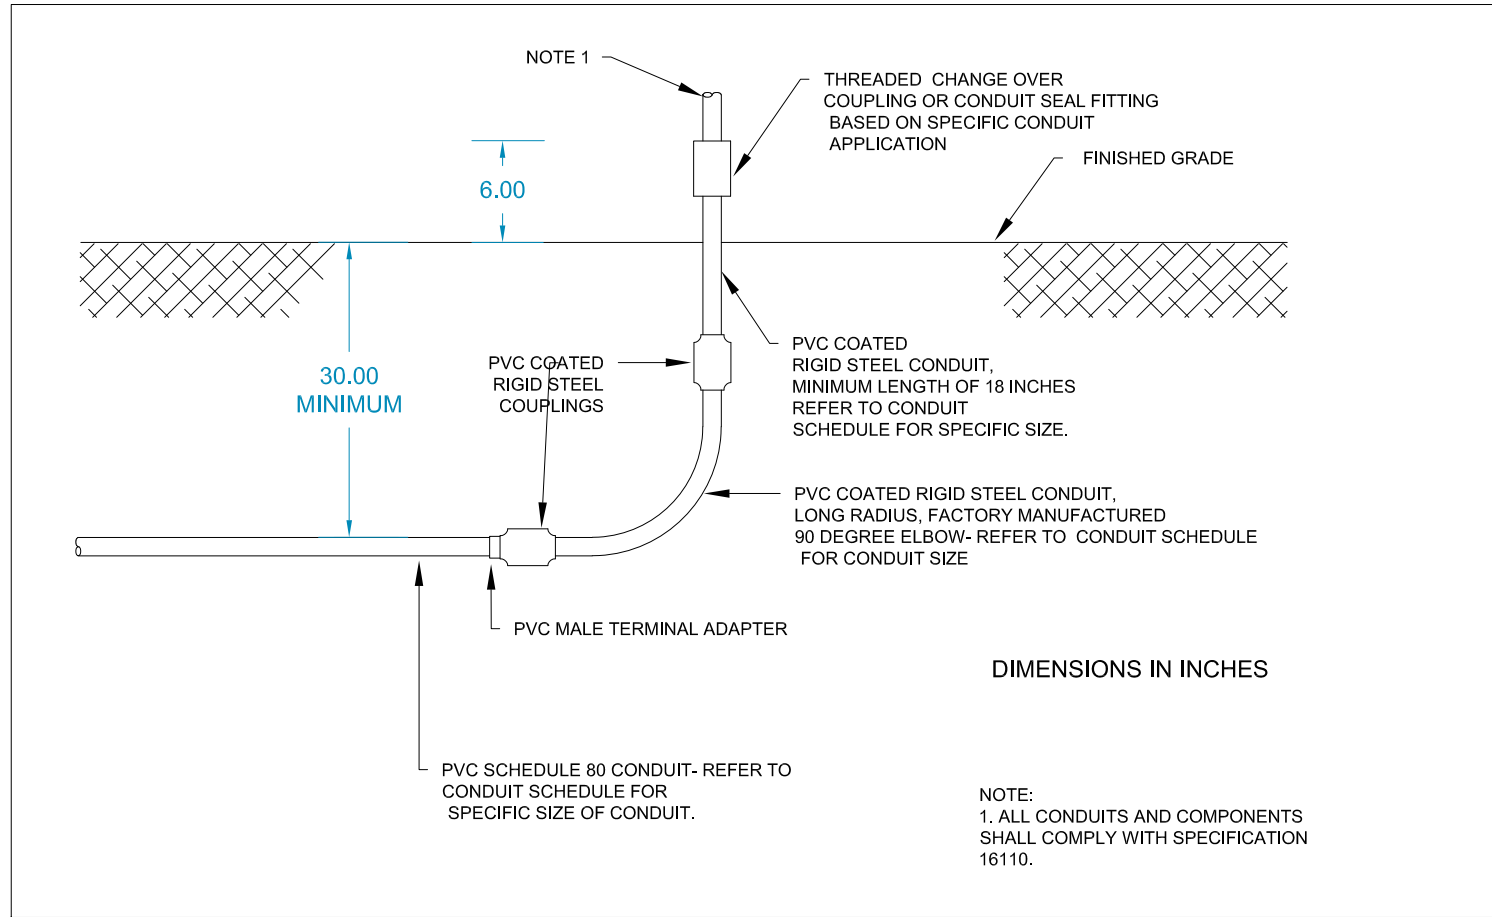 NOTE 1
THREADED CHANGE OVER
COUPLING OR CONDUIT SEAL FITTING
BASED ON SPECIFIC CONDUIT
APPLICATION
FINISHED GRADE
6.00
PVC COATED
RIGID STEEL
COUPLINGS
PVC COATED
RIGID STEEL CONDUIT,
MINIMUM LENGTH OF 18 INCHES
REFER TO CONDUIT
SCHEDULE FOR SPECIFIC SIZE.
30.00
MINIMUM
PVC COATED RIGID STEEL CONDUIT,
LONG RADIUS, FACTORY MANUFACTURED
90 DEGREE ELBOW- REFER TO CONDUIT SCHEDULE
FOR CONDUIT SIZE
PVC MALE TERMINAL ADAPTER
DIMENSIONS IN INCHES
PVC SCHEDULE 80 CONDUIT- REFER TO
CONDUIT SCHEDULE FOR
SPECIFIC SIZE OF CONDUIT.
NOTE:
1. ALL CONDUITS AND COMPONENTS
SHALL COMPLY WITH SPECIFICATION
16110.